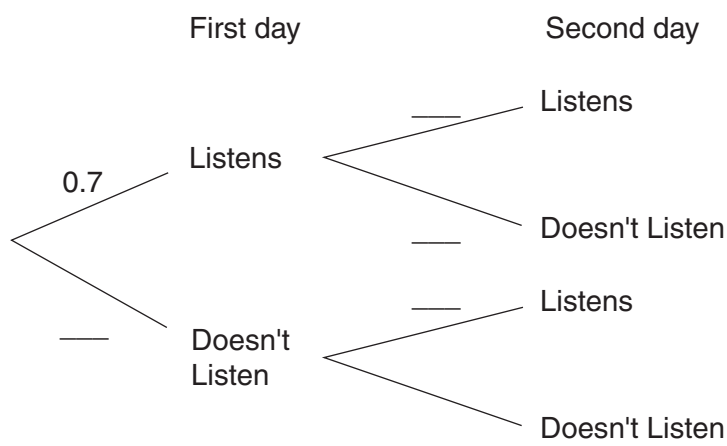 First day Second day
Listens
Listens
0.7
Doesn't Listen
Listens
Doesn't
Listen
Doesn't Listen